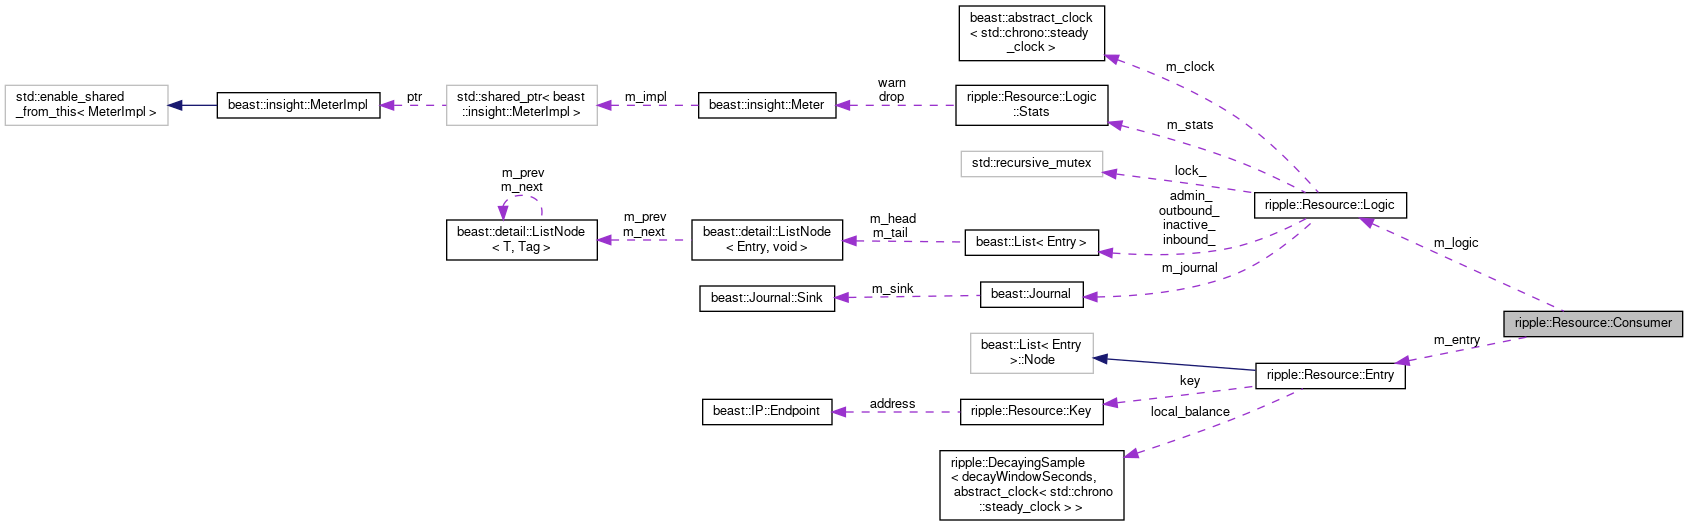 beast::abstract_clock
< std::chrono::steady
_clock >
m_clock
std::enable_shared
_from_this< MeterImpl >
beast::insight::MeterImpl
ptr
std::shared_ptr< beast
::insight::MeterImpl >
m_impl
beast::insight::Meter
warn
drop
ripple::Resource::Logic
::Stats
m_stats
std::recursive_mutex
lock_
m_prev
m_next
beast::detail::ListNode
< T, Tag >
m_prev
m_next
beast::detail::ListNode
< Entry, void >
m_head
m_tail
beast::List< Entry >
admin_
outbound_
inactive_
inbound_
ripple::Resource::Logic
m_logic
beast::Journal::Sink
m_sink
beast::Journal
m_journal
ripple::Resource::Consumer
beast::List< Entry
>::Node
m_entry
ripple::Resource::Entry
beast::IP::Endpoint
address
ripple::Resource::Key
key
local_balance
ripple::DecayingSample
< decayWindowSeconds,
abstract_clock< std::chrono
::steady_clock > >